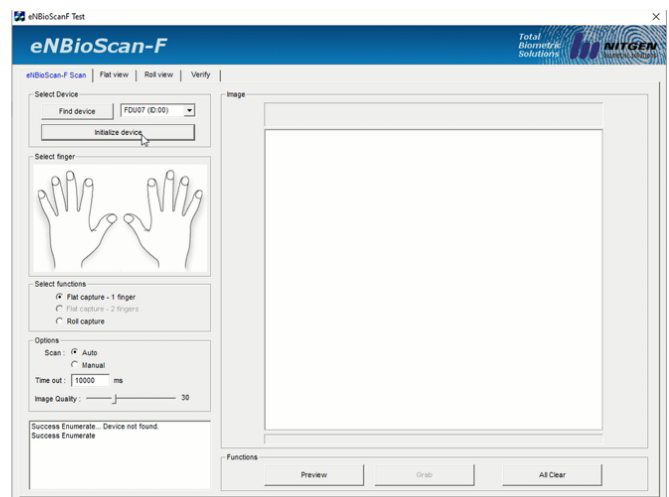 eNBioScanF Test
eNBioScan-F
Total
Biometric
Solutions
NITGEN
eNBioScan-F Scan Flat view Roll view Verify
Select Device
Find device FDU07 (ID:00)
Initialize device
Select finger
Select functions
Flat capture - 1 finger
Flat capture - 2 fingers
Roll capture
Options
Scan : Auto
Manual
Time out : 10000 ms
Image Quality : 30
Success Enumerate... Device not found.
Success Enumerate
Image
Functions
Preview Grab All Clear